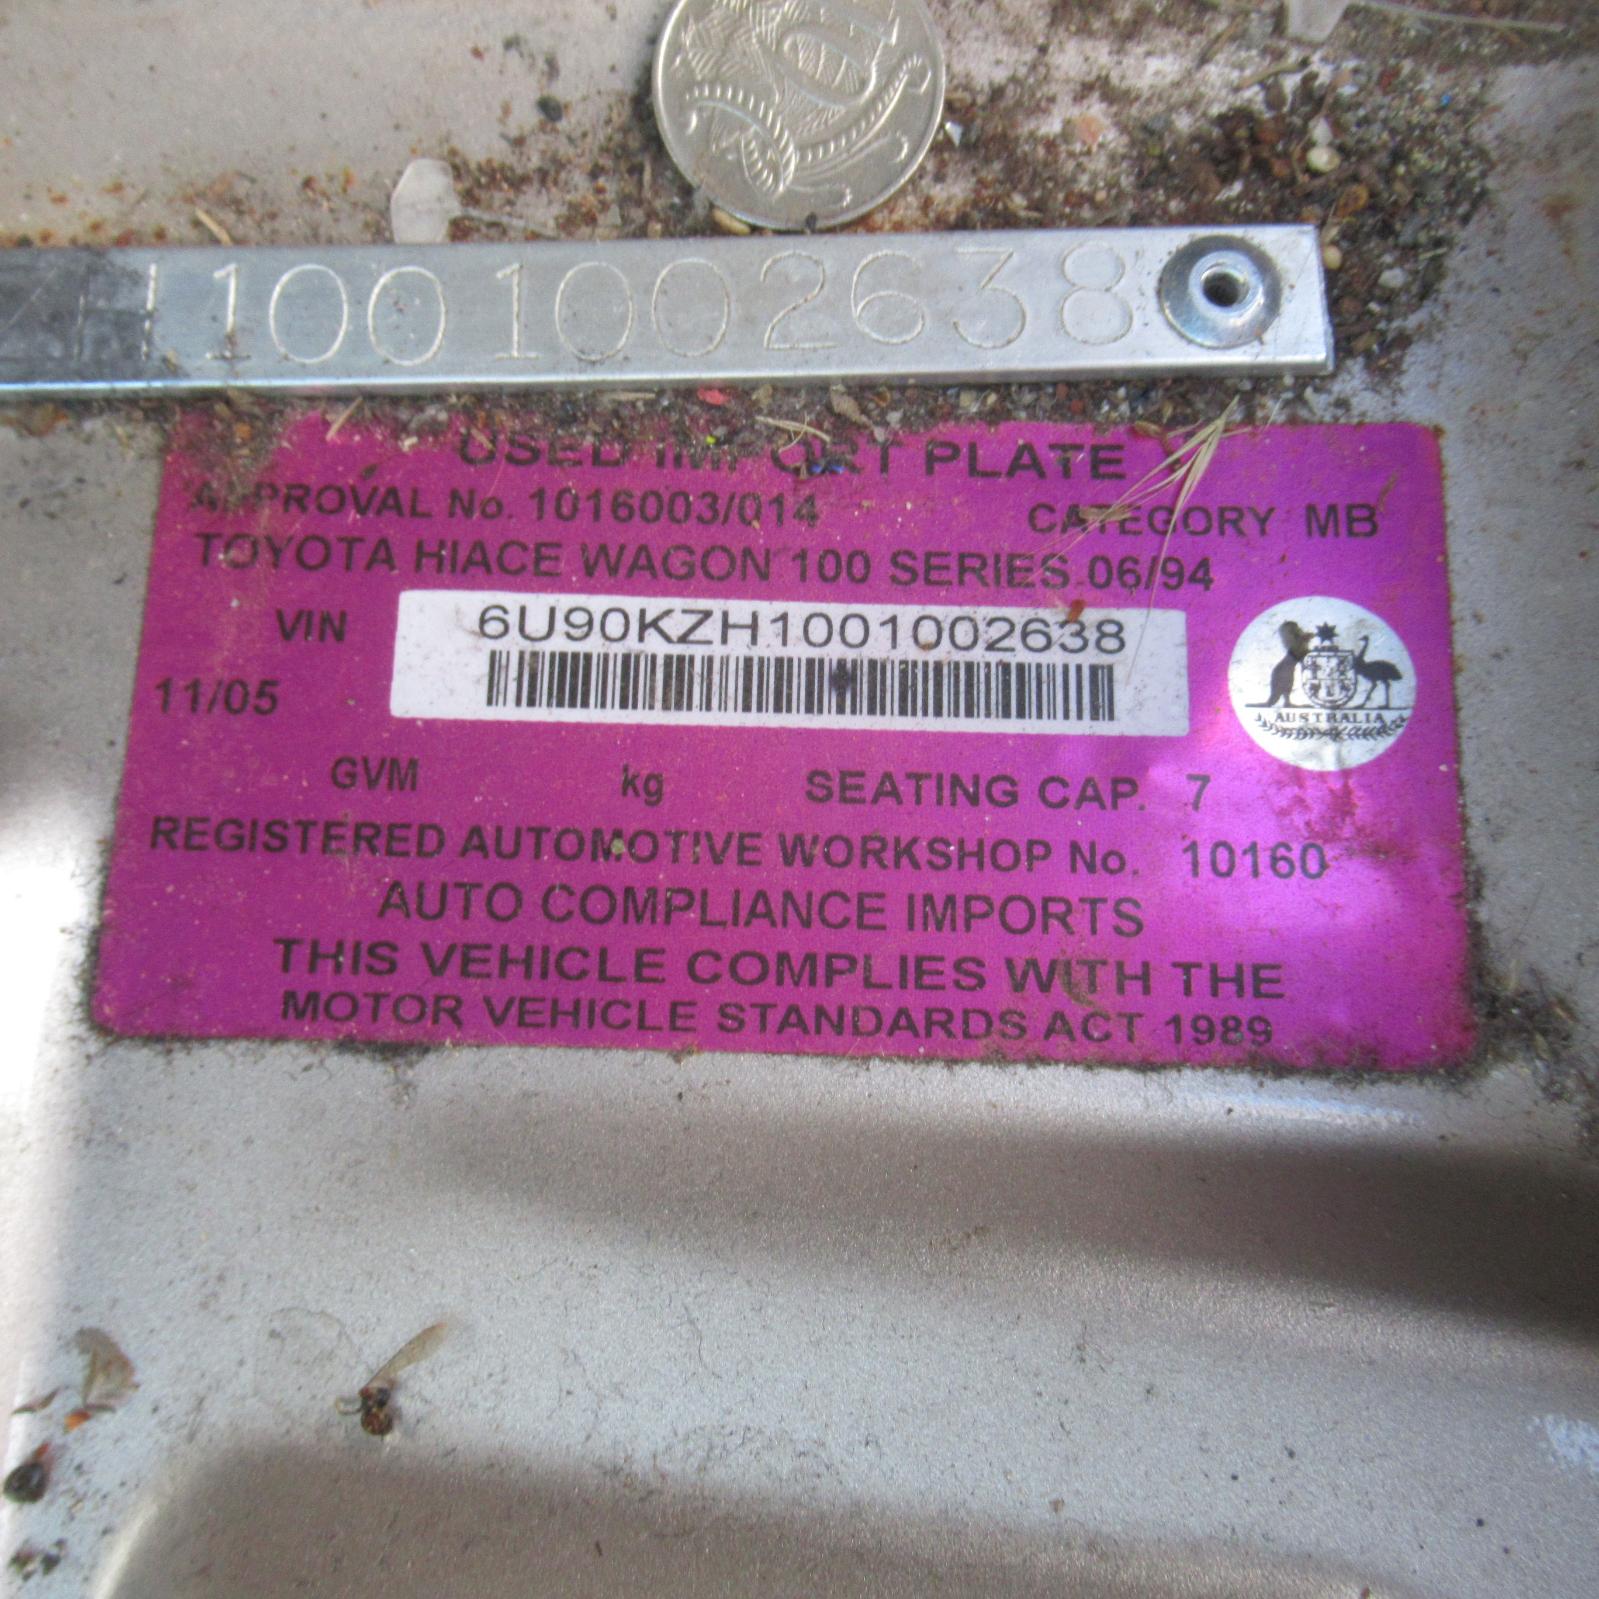 10
H1001002638
USED IMPORT PLATE
APPROVAL No. 1016003/014 CATEGORY MB
TOYOTA HIACE WAGON 100 SERIES 06/94
VIN 6U90KZH1001002638
AUSTRALIA
11/05
GVM kg SEATING CAP. 7
REGISTERED AUTOMOTIVE WORKSHOP No. 10160
AUTO COMPLIANCE IMPORTS
THIS VEHICLE COMPLIES WITH THE
MOTOR VEHICLE STANDARDS ACT 1989